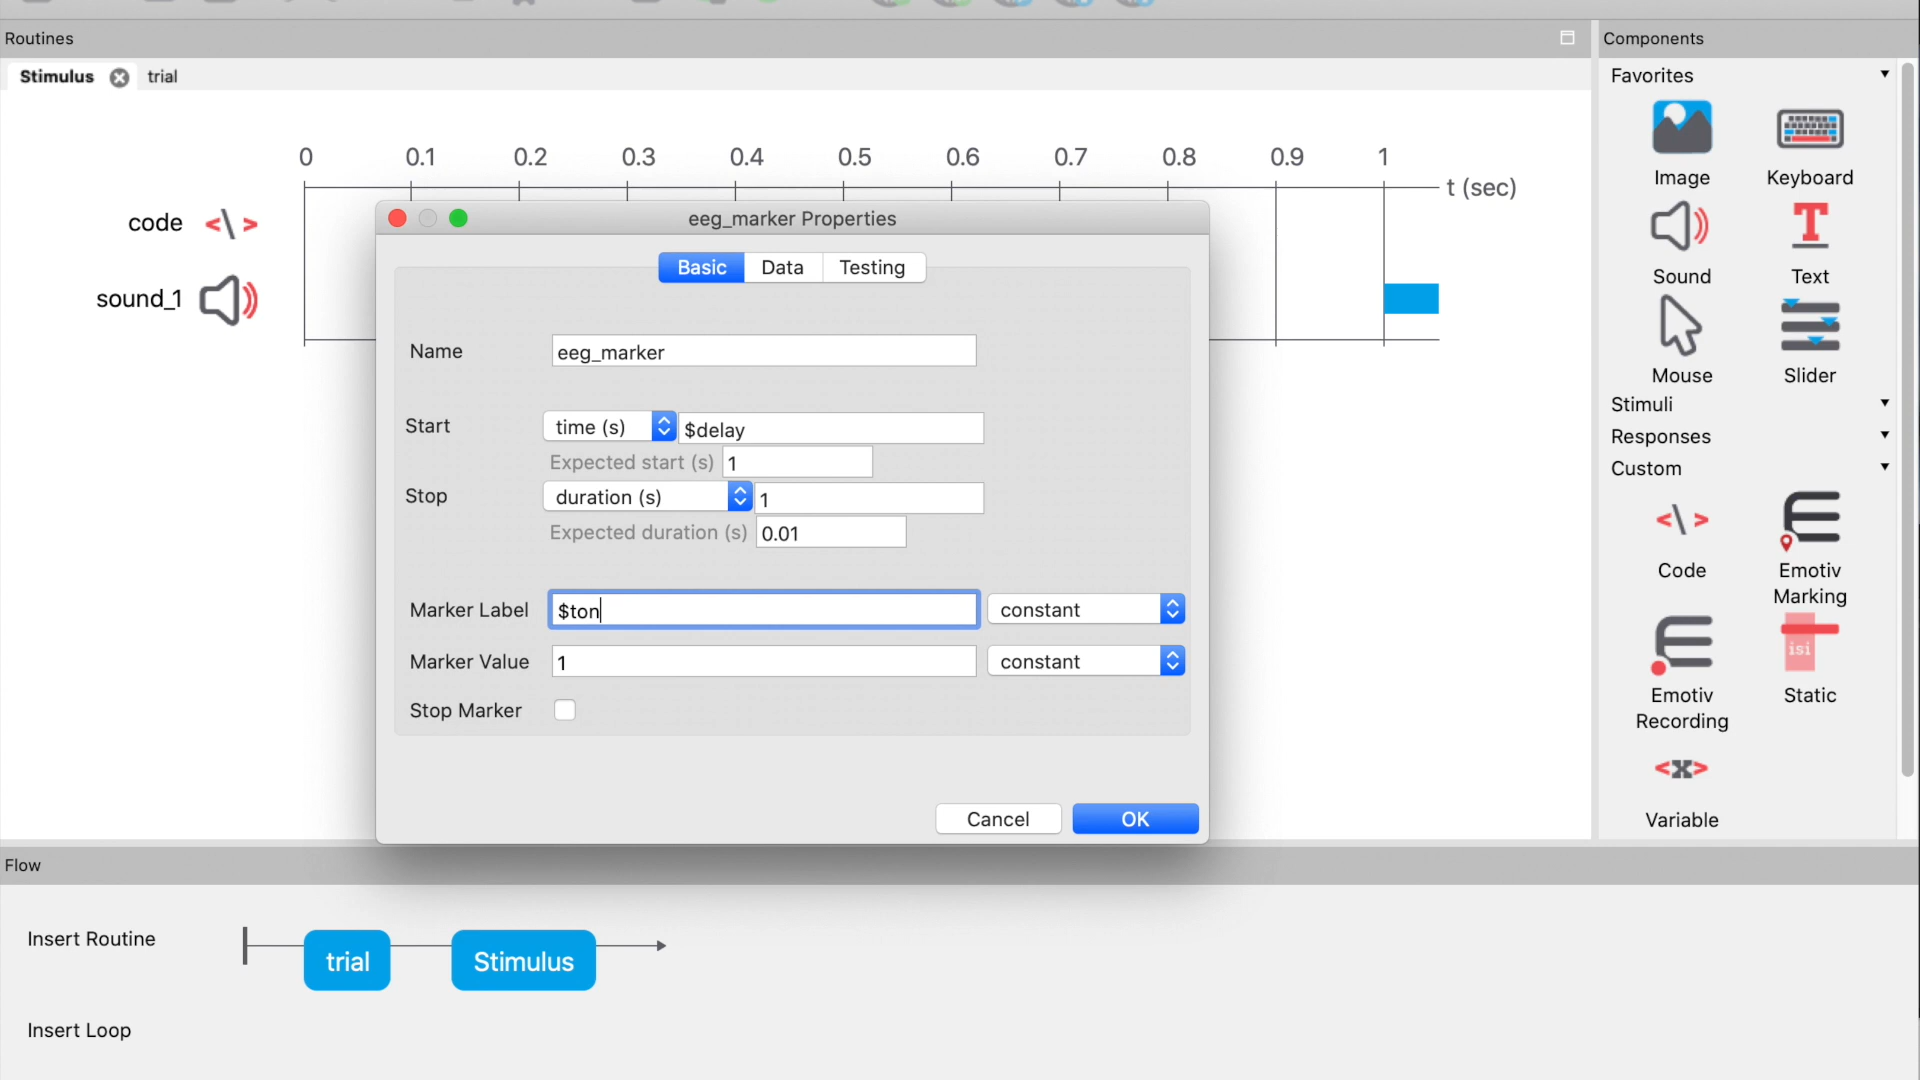 Routines
Components
Stimulus
trial
Favorites
0 0.1 0.2 0.3 0.4 0.5 0.6 0.7 0.8 0.9 1
t (sec)
Image
Keyboard
code
eeg_marker Properties
Basic
Data
Testing
Sound
Text
sound_1
Name
eeg_marker
Mouse
Slider
Stimuli
Start
time (s)
$delay
Responses
Expected start (s)
1
Custom
Stop
duration (s)
1
Expected duration (s)
0.01
Code
Emotiv
Marking
Marker Label
$ton
constant
isi
Marker Value
1
constant
Emotiv
Recording
Static
Stop Marker
Cancel
OK
Variable
Flow
Insert Routine
trial
Stimulus
Insert Loop